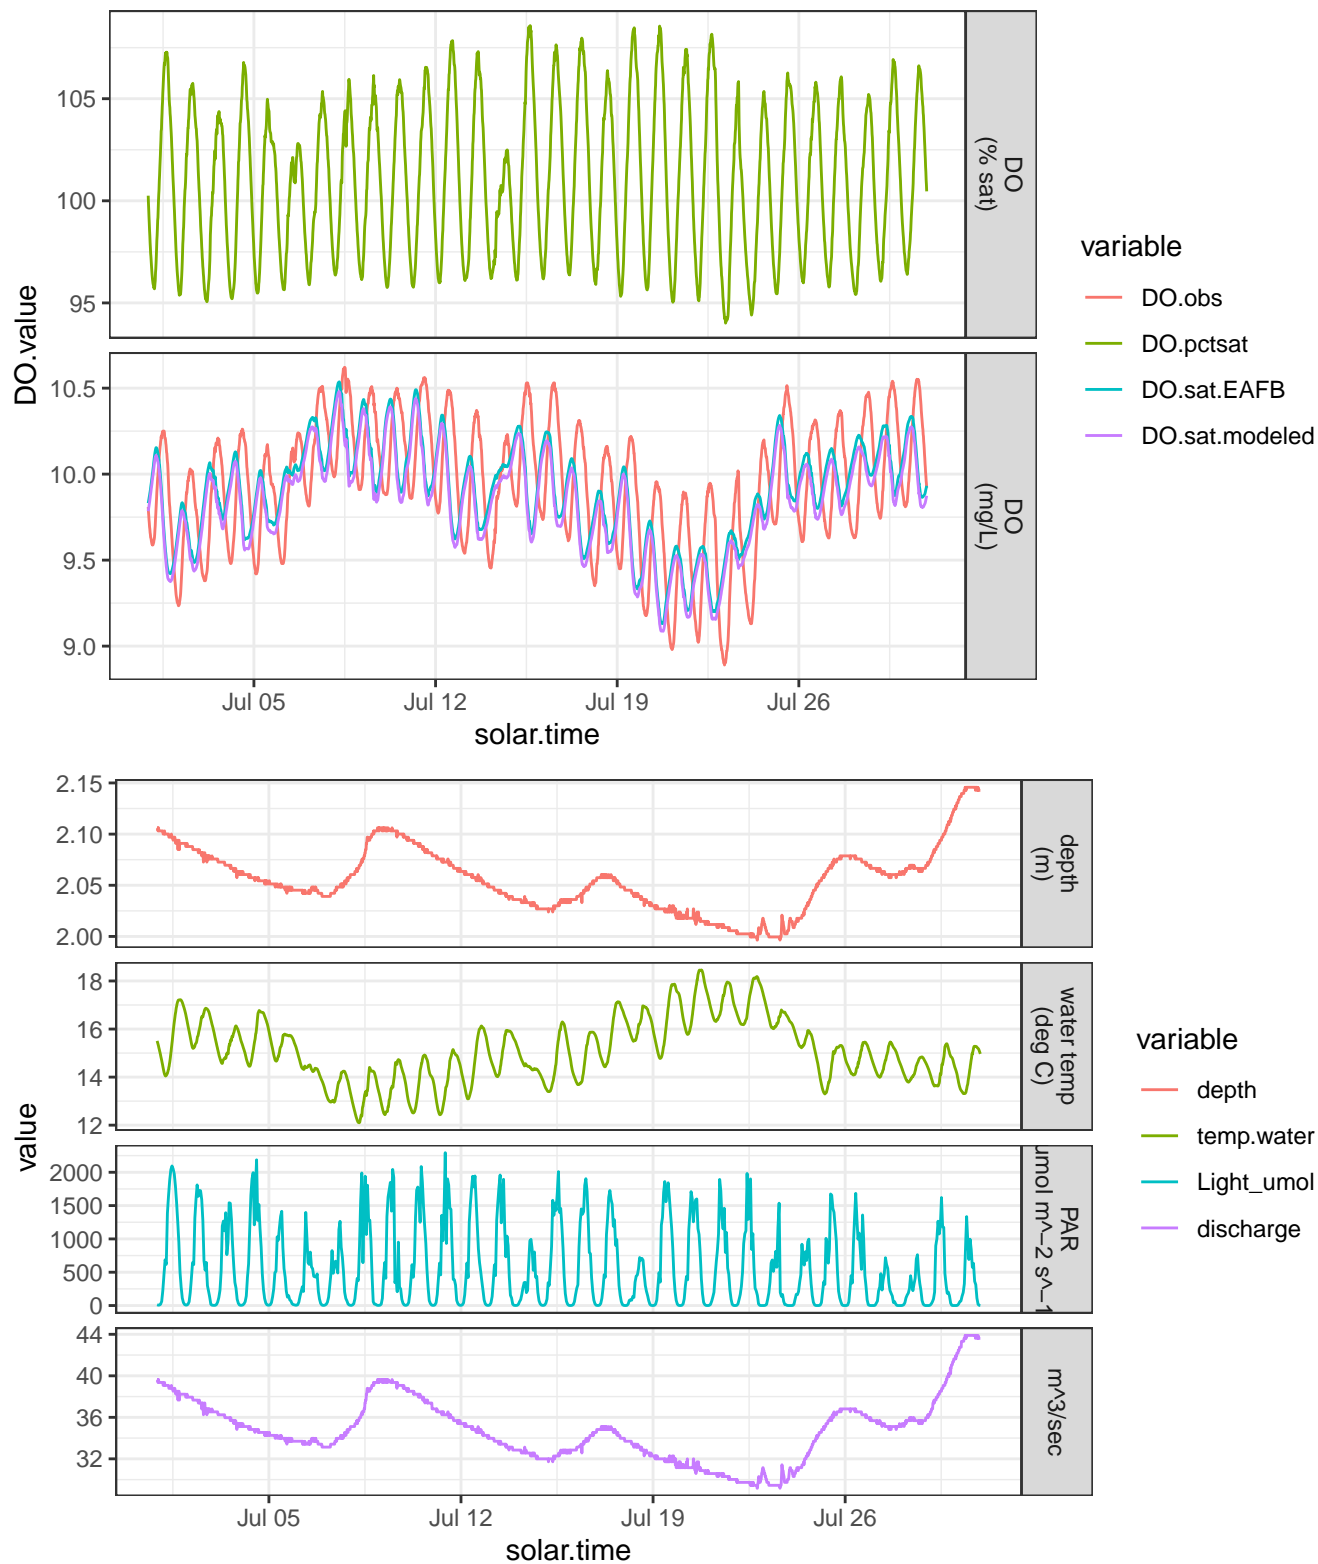 DO.value
105
100
95
DO
(% sat)
10.5
10.0
9.5
9.0
DO
(mg/L)
Jul 05
Jul 12
Jul 19
Jul 26
solar.time
variable
DO.obs
DO.pctsat
DO.sat.EAFB
DO.sat.modeled
value
2.15
2.10
2.05
2.00
depth
(m)
18
16
14
12
water temp
(deg C)
2000
1500
1000
500
0
PAR
umol m^-2 s^-1
44
40
36
32
m^3/sec
Jul 05
Jul 12
Jul 19
Jul 26
solar.time
variable
depth
temp.water
Light_umol
discharge